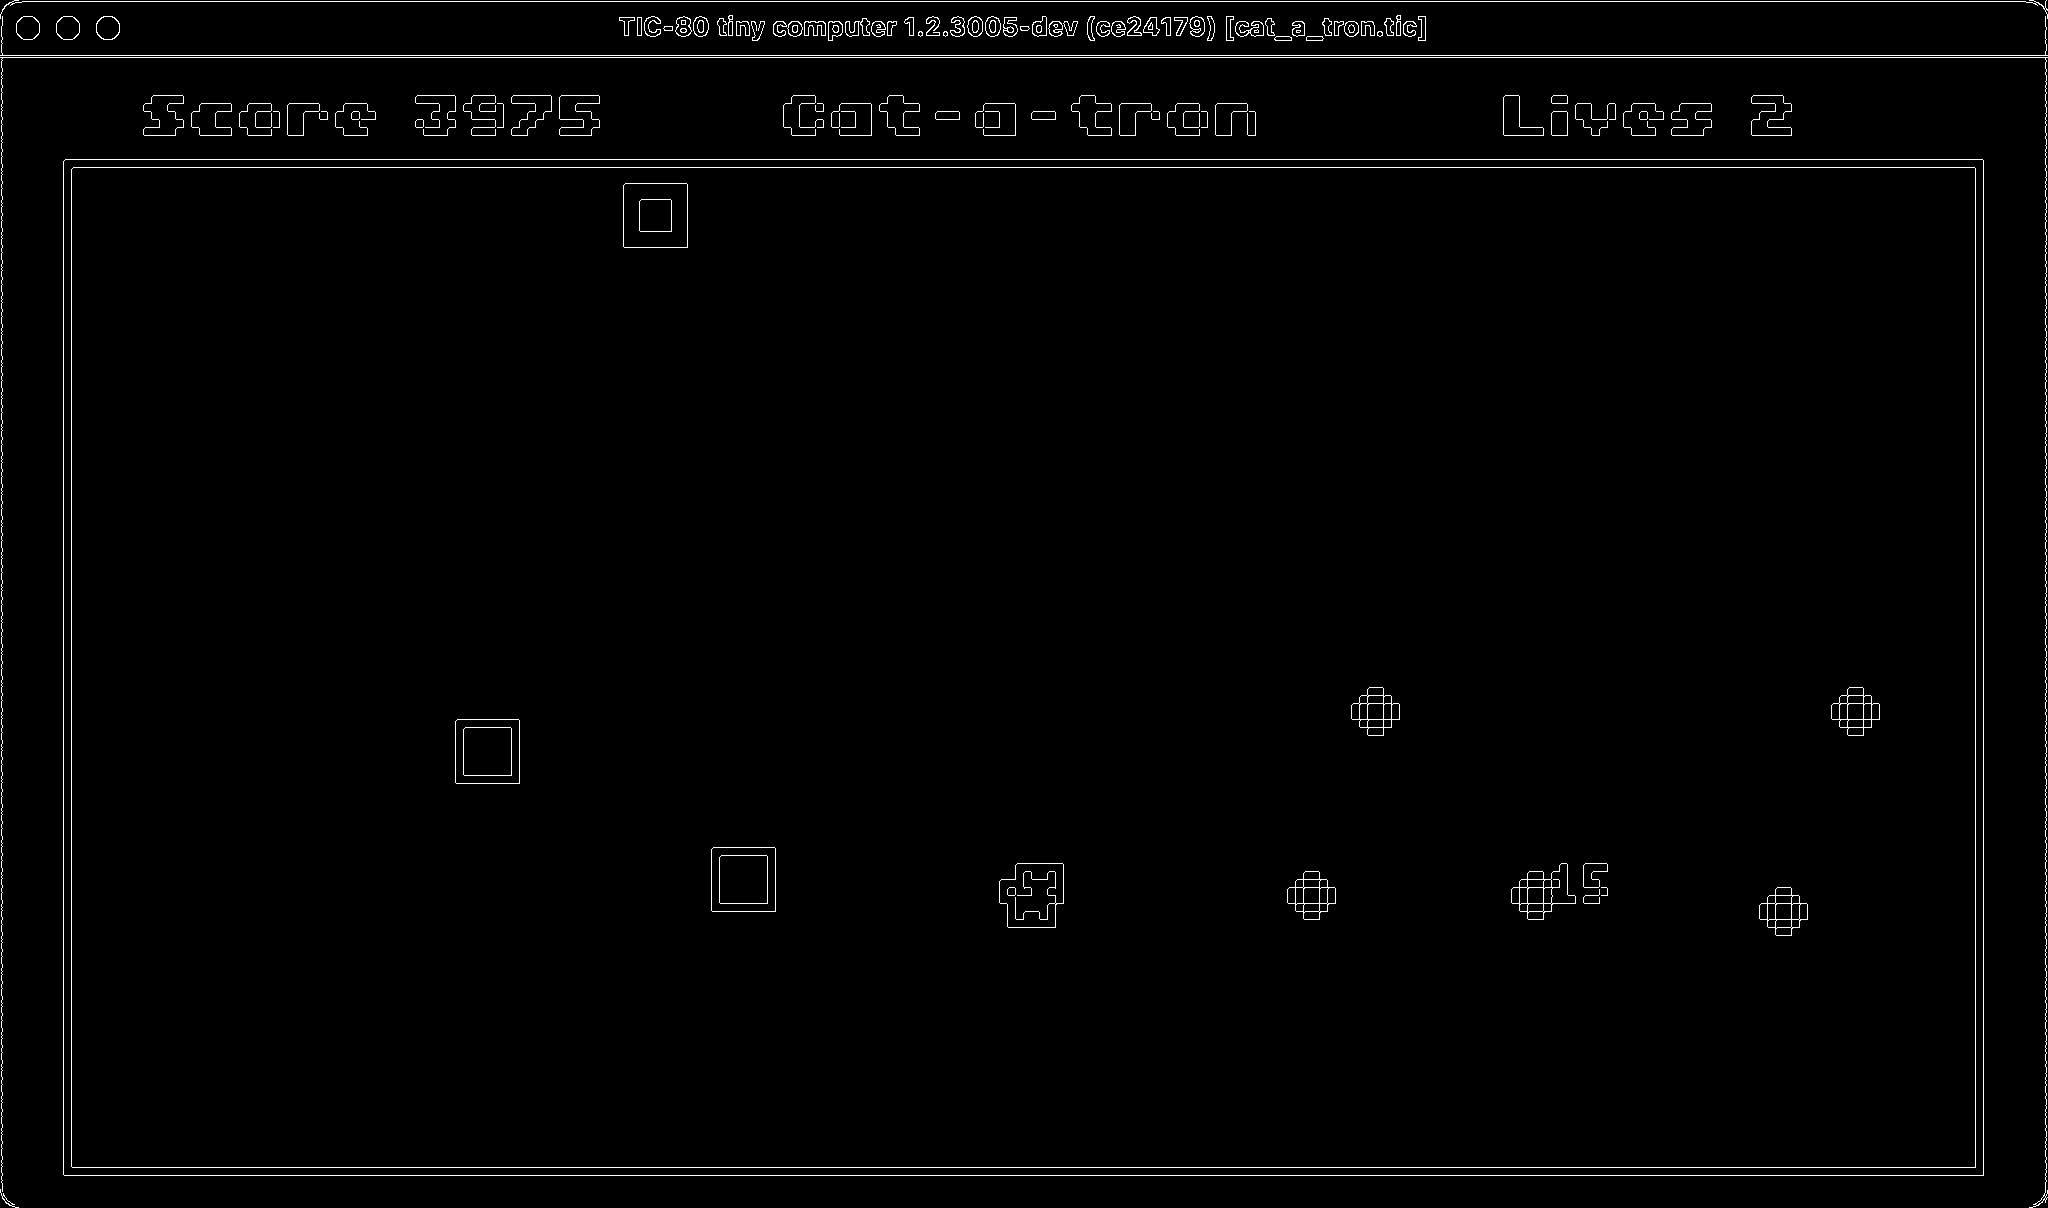 TIC-80 tiny computer 1.2.3005-dev (ce24179) [cat_a_tron.tic]
Score 3975 Cat-a-tron Lives 2
15